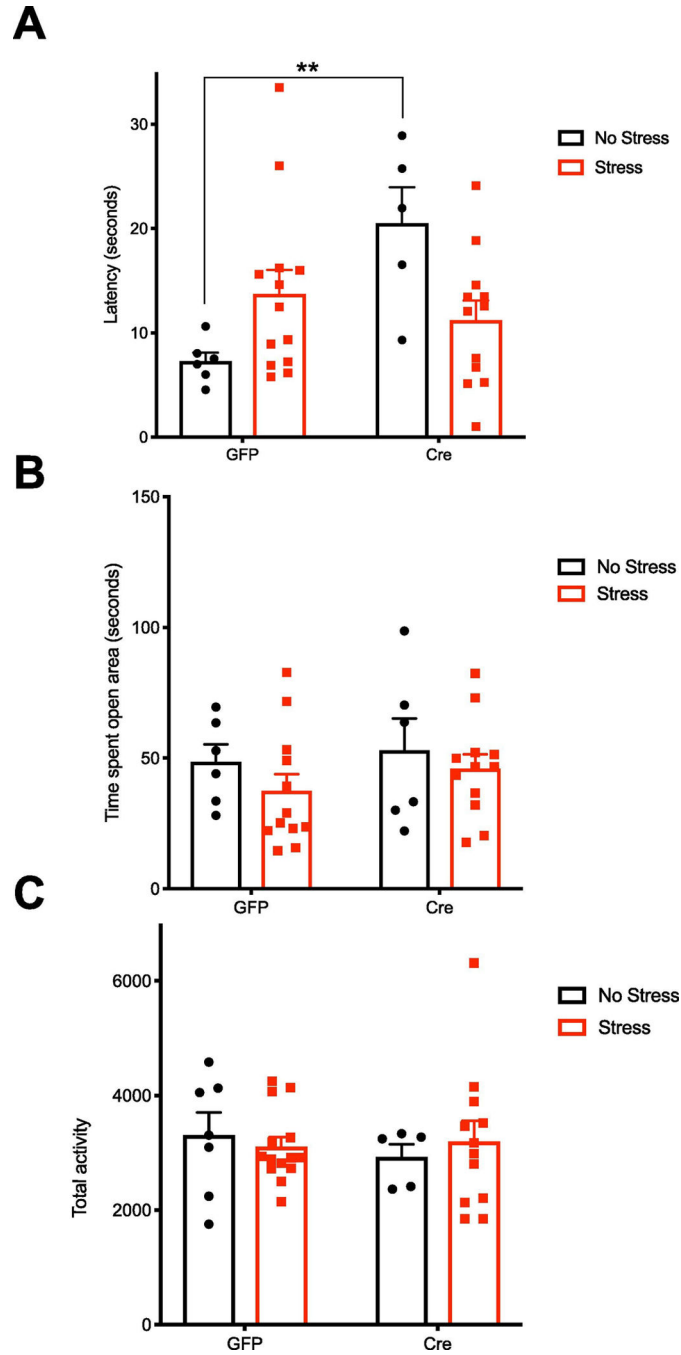 A
**
30
20
10
0
Latency (seconds)
GFP
Cre
No Stress
Stress
B
150
100
50
0
Time spent open area (seconds)
GFP
Cre
No Stress
Stress
C
6000
4000
2000
0
Total activity
GFP
Cre
No Stress
Stress